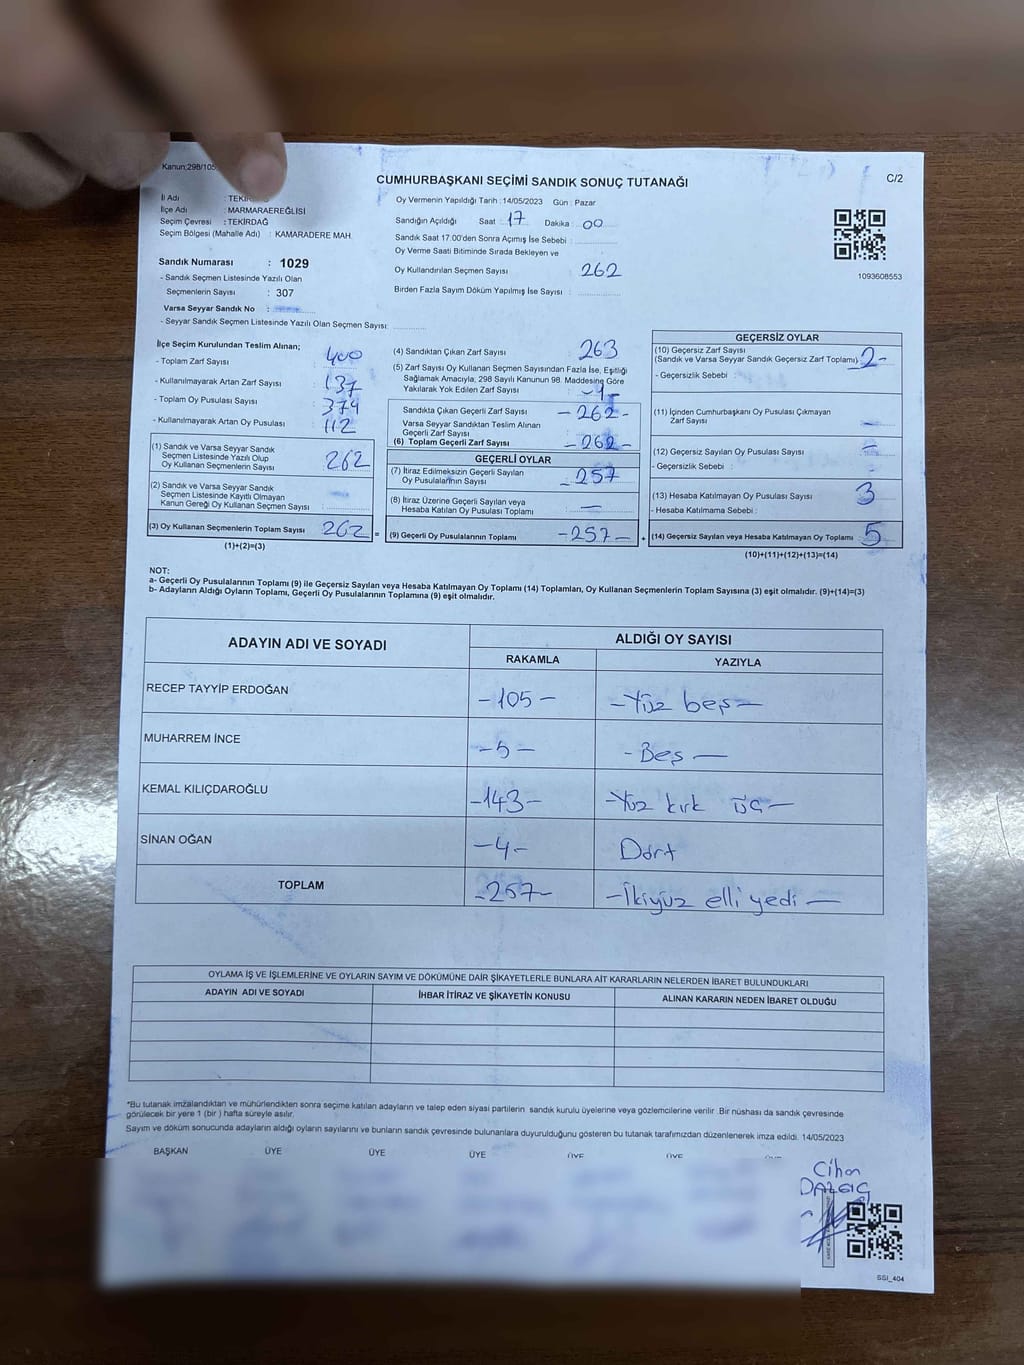 Kanun;298/105
CUMHURBAŞKANI SEÇİMİ SANDIK SONUÇ TUTANAĞI
C/2
İl Adı :
İlçe Adı : MARMARAEREĞLİSİ
Seçim Çevresi : TEKİRDAĞ
Seçim Bölgesi (Mahalle Adı) : KAMARADERE MAH.
Oy Vermenin Yapıldığı Tarih : 14/05/2023 Gün : Pazar
Sandığın Açıldığı Saat : 17 Dakika : 00
Sandık Saat 17.00'den Sonra Açımış İse Sebebi :
Oy Verme Saati Bitiminde Sırada Bekleyen ve
Oy Kullandırılan Seçmen Sayısı : 262
Birden Fazla Sayım Döküm Yapılmış İse Sayısı :
1093608553
Sandık Numarası : 1029
- Sandık Seçmen Listesinde Yazılı Olan
Seçmenlerin Sayısı : 307
Varsa Seyyar Sandık No :
- Seyyar Sandık Seçmen Listesinde Yazılı Olan Seçmen Sayısı:
İlçe Seçim Kurulundan Teslim Alınan;
- Toplam Zarf Sayısı : 400
- Kullanılmayarak Artan Zarf Sayısı : 137
- Toplam Oy Pusulası Sayısı : 374
- Kullanılmayarak Artan Oy Pusulası : 112
(1) Sandık ve Varsa Seyyar Sandık
Seçmen Listesinde Yazılı Olup
Oy Kullanan Seçmenlerin Sayısı : 262
(2) Sandık ve Varsa Seyyar Sandık
Seçmen Listesinde Kayıtlı Olmayan
Kanun Gereği Oy Kullanan Seçmen Sayısı :
(3) Oy Kullanan Seçmenlerin Toplam Sayısı 262
(1)+(2)=(3)
(4) Sandıktan Çıkan Zarf Sayısı : 263
(5) Zarf Sayısı Oy Kullanan Seçmen Sayısından Fazla İse, Eşitliği
Sağlamak Amacıyla, 298 Sayılı Kanunun 98. Maddesine Göre
Yakılarak Yok Edilen Zarf Sayısı : -1-
Sandıkta Çıkan Geçerli Zarf Sayısı : -262-
Varsa Seyyar Sandıktan Teslim Alınan
Geçerli Zarf Sayısı
(6) Toplam Geçerli Zarf Sayısı : -262-
GEÇERLİ OYLAR
(7) İtiraz Edilmeksizin Geçerli Sayılan
Oy Pusulalarının Sayısı : -257
(8) İtiraz Üzerine Geçerli Sayılan veya
Hesaba Katılan Oy Pusulası Toplamı : —
= (9) Geçerli Oy Pusulalarının Toplamı -257-
GEÇERSİZ OYLAR
(10) Geçersiz Zarf Sayısı
(Sandık ve Varsa Seyyar Sandık Geçersiz Zarf Toplamı) : 2-
- Geçersizlik Sebebi :
(11) İçinden Cumhurbaşkanı Oy Pusulası Çıkmayan
Zarf Sayısı : —
(12) Geçersiz Sayılan Oy Pusulası Sayısı : —
- Geçersizlik Sebebi :
(13) Hesaba Katılmayan Oy Pusulası Sayısı : 3
- Hesaba Katılmama Sebebi :
+ (14) Geçersiz Sayılan veya Hesaba Katılmayan Oy Toplamı 5
(10)+(11)+(12)+(13)=(14)
NOT:
a- Geçerli Oy Pusulalarının Toplamı (9) ile Geçersiz Sayılan veya Hesaba Katılmayan Oy Toplamı (14) Toplamları, Oy Kullanan Seçmenlerin Toplam Sayısına (3) eşit olmalıdır. (9)+(14)=(3)
b- Adayların Aldığı Oyların Toplamı, Geçerli Oy Pusulalarının Toplamına (9) eşit olmalıdır.
ADAYIN ADI VE SOYADI
ALDIĞI OY SAYISI
RAKAMLA YAZIYLA
RECEP TAYYİP ERDOĞAN -105- -Yüz beş-
MUHARREM İNCE -5- -Beş-
KEMAL KILIÇDAROĞLU -143- -Yüz kırk üç-
SİNAN OĞAN -4- Dört
TOPLAM -257- -İkiyüz elli yedi-
OYLAMA İŞ VE İŞLEMLERİNE VE OYLARIN SAYIM VE DÖKÜMÜNE DAİR ŞİKAYETLERLE BUNLARA AİT KARARLARIN NELERDEN İBARET BULUNDUKLARI
ADAYIN ADI VE SOYADI İHBAR İTİRAZ VE ŞİKAYETİN KONUSU ALINAN KARARIN NEDEN İBARET OLDUĞU
*Bu tutanak imzalandıktan ve mühürlendikten sonra seçime katılan adayların ve talep eden siyasi partilerin sandık kurulu üyelerine veya gözlemcilerine verilir. Bir nüshası da sandık çevresinde
görülecek bir yere 1 (bir ) hafta süreyle asılır.
Sayım ve döküm sonucunda adayların aldığı oyların sayılarını ve bunların sandık çevresinde bulunanlara duyurulduğunu gösteren bu tutanak tarafımızdan düzenlenerek imza edildi. 14/05/2023
BAŞKAN ÜYE ÜYE ÜYE ÜYE ÜYE
Cihan
SSİ_404